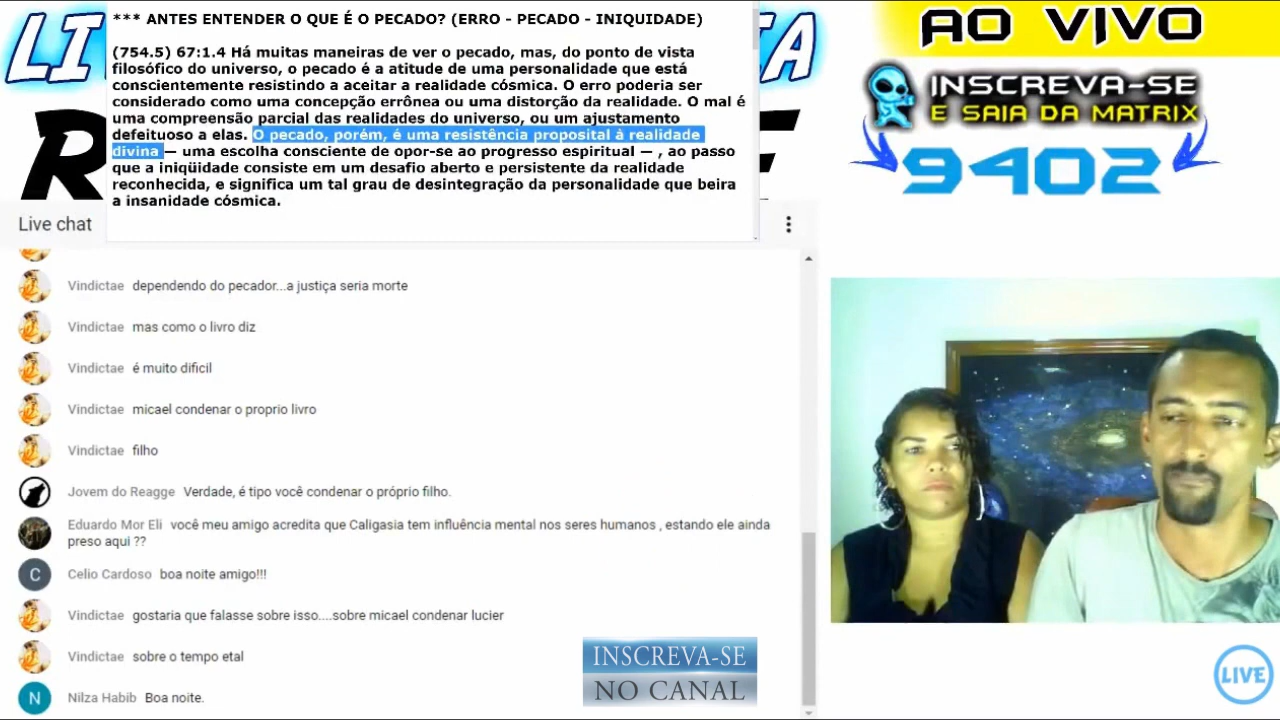 *** ANTES ENTENDER O QUE É O PECADO? (ERRO - PECADO - INIQUIDADE)
(754.5) 67:1.4 Há muitas maneiras de ver o pecado, mas, do ponto de vista
filosófico do universo, o pecado é a atitude de uma personalidade que está
conscientemente resistindo a aceitar a realidade cósmica. O erro poderia ser
considerado como uma concepção errônea ou uma distorção da realidade. O mal é
uma compreensão parcial das realidades do universo, ou um ajustamento
defeituoso a elas. O pecado, porém, é uma resistência proposital à realidade
divina — uma escolha consciente de opor-se ao progresso espiritual — , ao passo
que a iniqüidade consiste em um desafio aberto e persistente da realidade
reconhecida, e significa um tal grau de desintegração da personalidade que beira
a insanidade cósmica.
AO VIVO
INSCREVA-SE
E SAIA DA MATRIX
9402
Live chat
Vindictae dependendo do pecador...a justiça seria morte
Vindictae mas como o livro diz
Vindictae é muito dificil
Vindictae micael condenar o proprio livro
Vindictae filho
Jovem do Reagge Verdade, é tipo você condenar o próprio filho.
Eduardo Mor Eli você meu amigo acredita que Caligasia tem influência mental nos seres humanos , estando ele ainda
preso aqui ??
C Celio Cardoso boa noite amigo!!!
Vindictae gostaria que falasse sobre isso....sobre micael condenar lucier
Vindictae sobre o tempo etal
N Nilza Habib Boa noite.
INSCREVA-SE
NO CANAL
LIVE